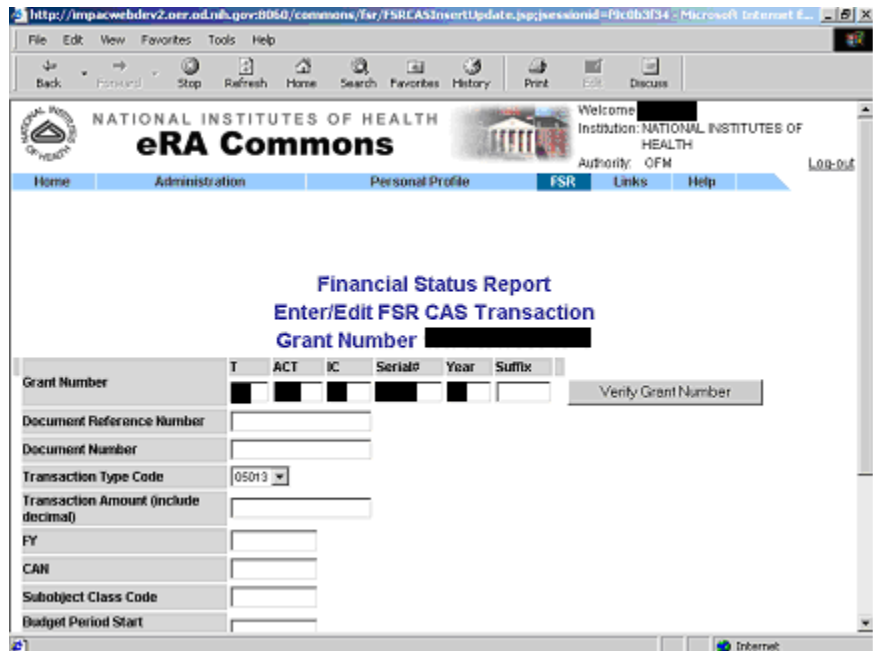 http://impacwebdev2.oer.od.nih.gov:8060/commons/fsr/FSRCASInsertUpdate.jsp;jsessionid=f9c0b3f34 - Microsoft Internet E...
File Edit View Favorites Tools Help
Back Forward Stop Refresh Home Search Favorites History Print Edit Discuss
NATIONAL INSTITUTES OF HEALTH
eRA Commons
Welcome
Institution: NATIONAL INSTITUTES OF
HEALTH
Authority: OFM
Log-out
Home Administration Personal Profile FSR Links Help
Financial Status Report
Enter/Edit FSR CAS Transaction
Grant Number
T ACT IC Serial# Year Suffix
Grant Number
Verify Grant Number
Document Reference Number
Document Number
Transaction Type Code 05013
Transaction Amount (include
decimal)
FY
CAN
Subobject Class Code
Budget Period Start
Internet